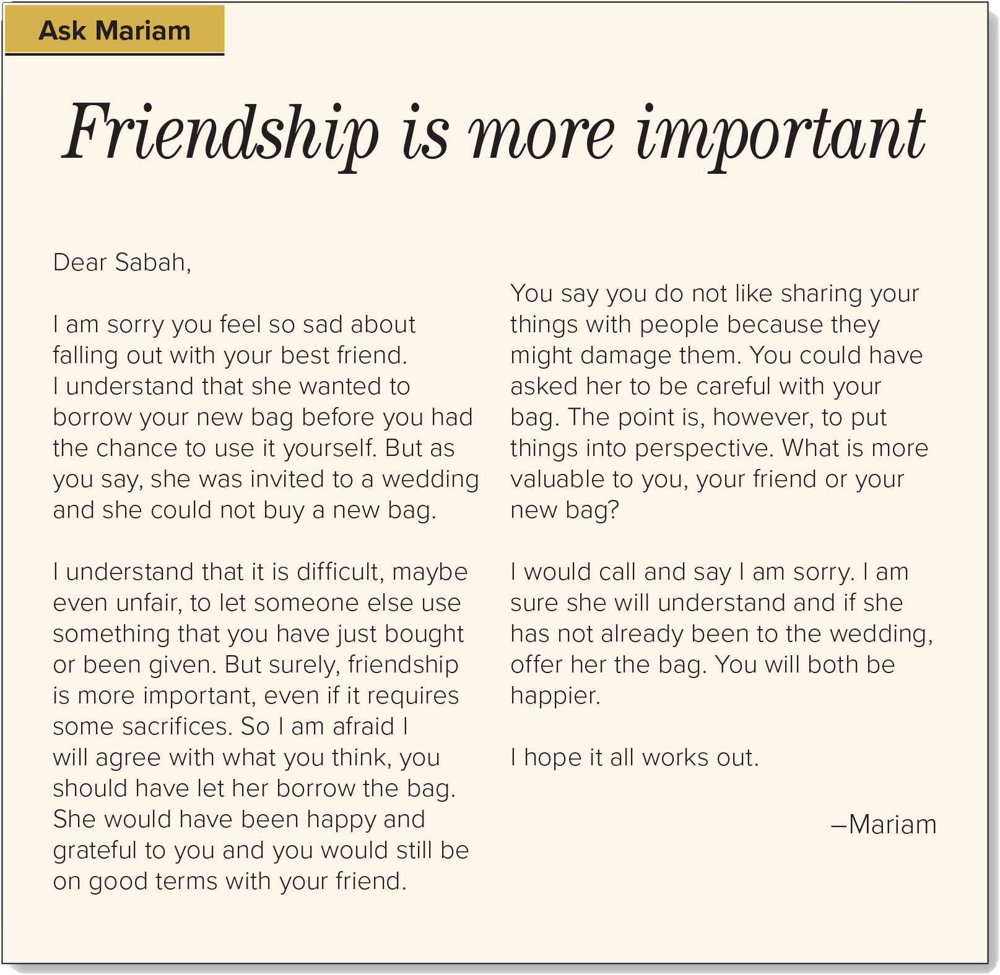 Ask Mariam
Friendship is more important
Dear Sabah,
I am sorry you feel so sad about
falling out with your best friend.
I understand that she wanted to
borrow your new bag before you had
the chance to use it yourself. But as
you say, she was invited to a wedding
and she could not buy a new bag.
I understand that it is difficult, maybe
even unfair, to let someone else use
something that you have just bought
or been given. But surely, friendship
is more important, even if it requires
some sacrifices. So I am afraid I
will agree with what you think, you
should have let her borrow the bag.
She would have been happy and
grateful to you and you would still be
on good terms with your friend.
You say you do not like sharing your
things with people because they
might damage them. You could have
asked her to be careful with your
bag. The point is, however, to put
things into perspective. What is more
valuable to you, your friend or your
new bag?
I would call and say I am sorry. I am
sure she will understand and if she
has not already been to the wedding,
offer her the bag. You will both be
happier.
I hope it all works out.
–Mariam